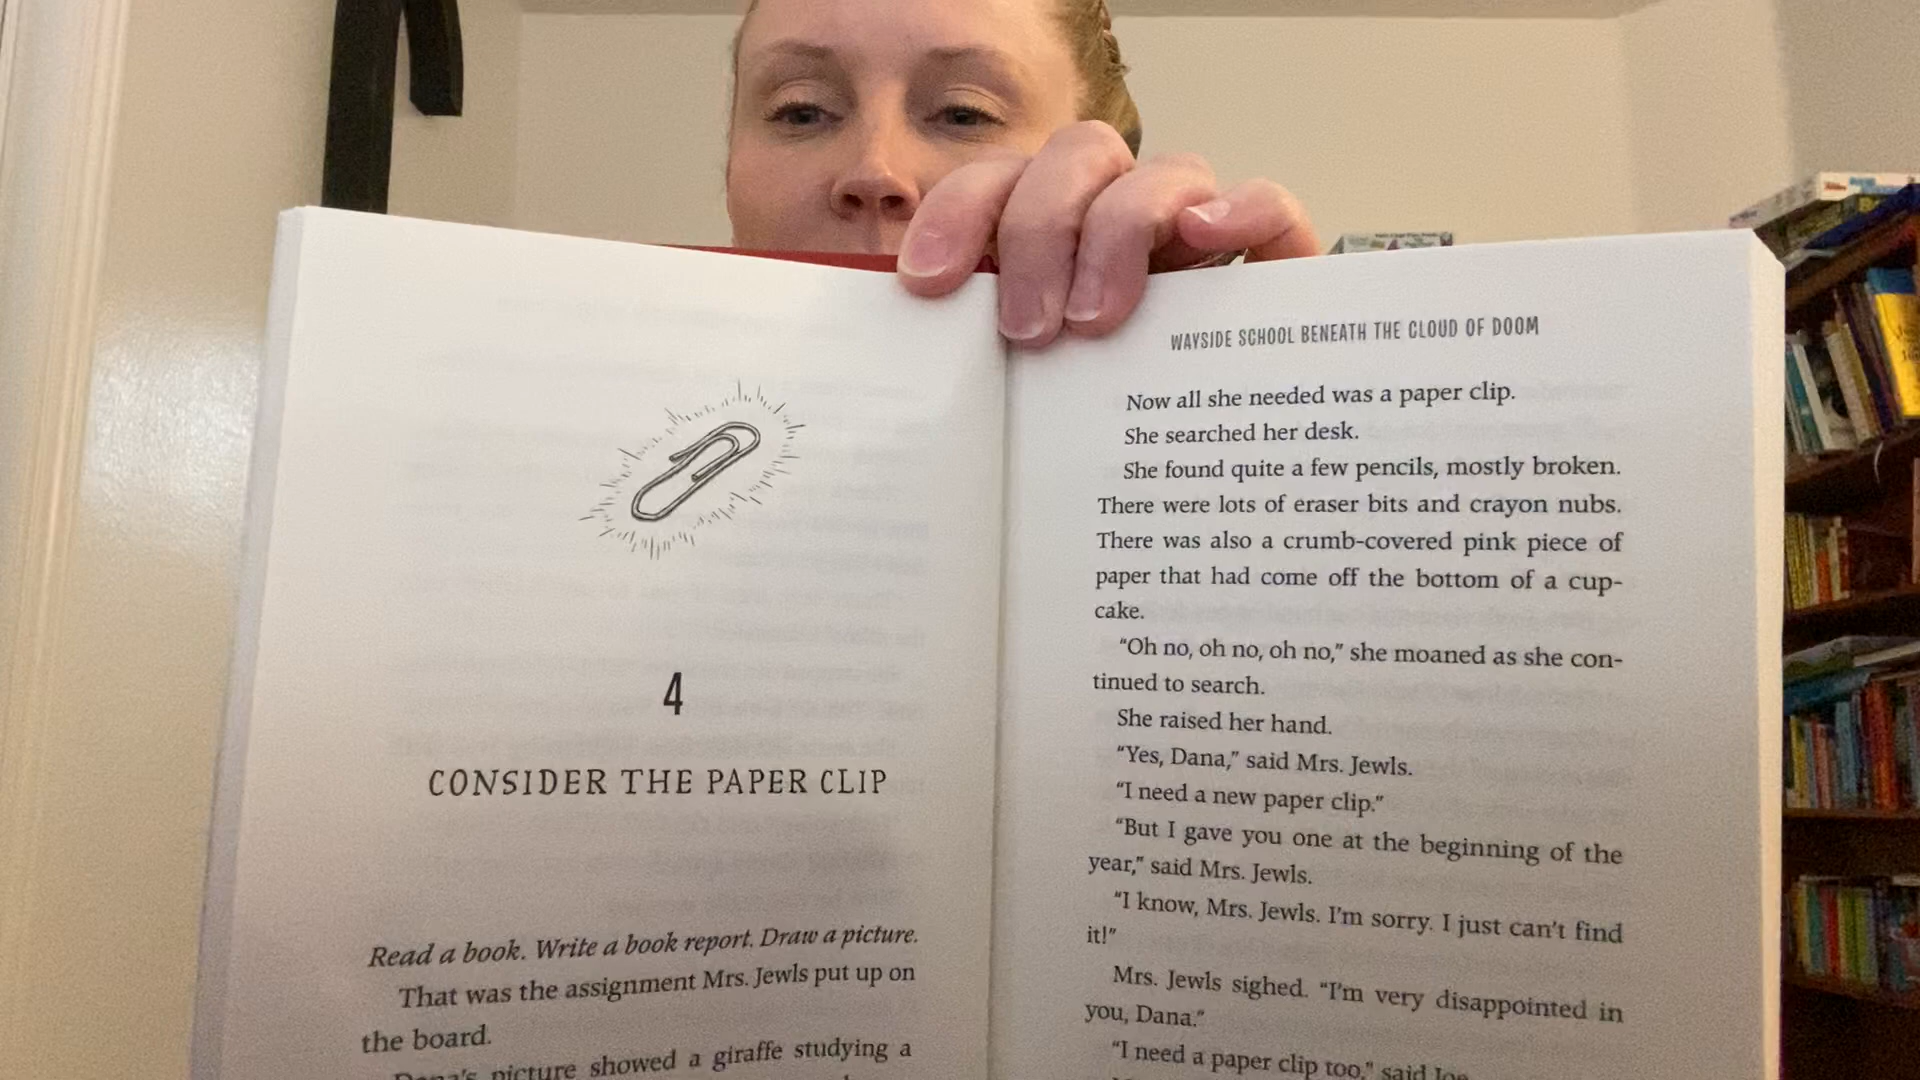 4
CONSIDER THE PAPER CLIP
Read a book. Write a book report. Draw a picture.
That was the assignment Mrs. Jewls put up on
the board.
Dana's picture showed a giraffe studying a
WAYSIDE SCHOOL BENEATH THE CLOUD OF DOOM
Now all she needed was a paper clip.
She searched her desk.
She found quite a few pencils, mostly broken.
There were lots of eraser bits and crayon nubs.
There was also a crumb-covered pink piece of
paper that had come off the bottom of a cup-
cake.
“Oh no, oh no, oh no,” she moaned as she con-
tinued to search.
She raised her hand.
“Yes, Dana,” said Mrs. Jewls.
“I need a new paper clip.”
“But I gave you one at the beginning of the
year,” said Mrs. Jewls.
“I know, Mrs. Jewls. I'm sorry. I just can't find
it!”
Mrs. Jewls sighed. “I'm very disappointed in
you, Dana.”
“I need a paper clip too,” said Joe.